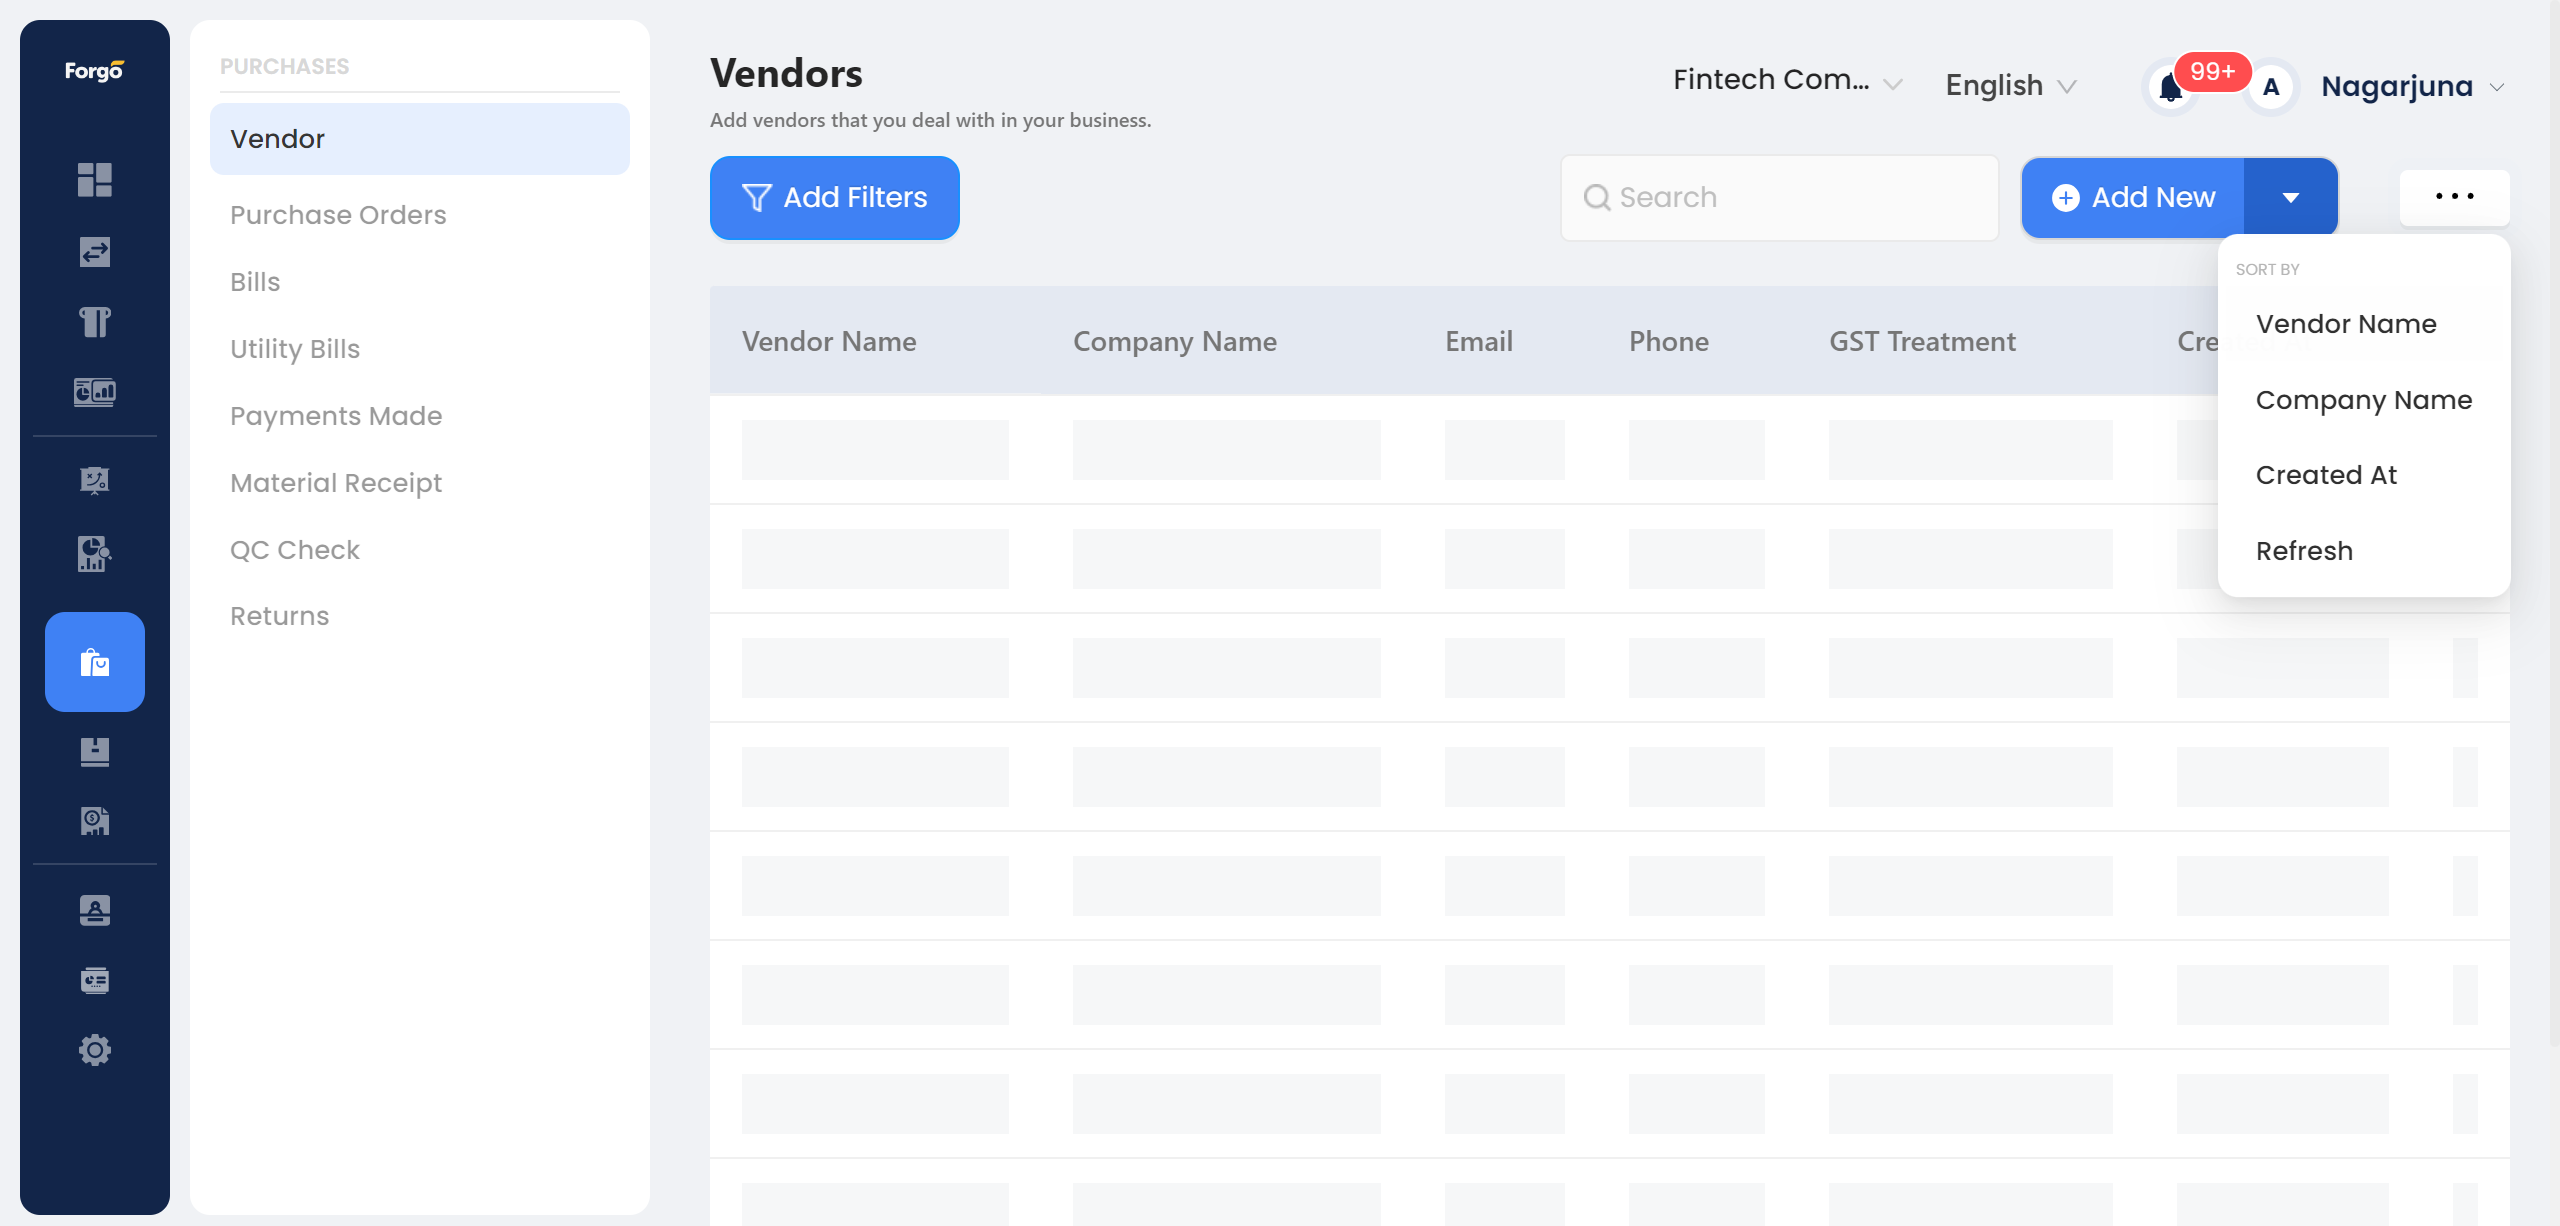 Forgo
PURCHASES
Vendor
Purchase Orders
Bills
Utility Bills
Payments Made
Material Receipt
QC Check
Returns
Vendors
Add vendors that you deal with in your business.
Fintech Com...
English
99+
A
Nagarjuna
Add Filters
Search
Add New
Vendor Name
Company Name
Email
Phone
GST Treatment
Cre
SORT BY
Vendor Name
Company Name
Created At
Refresh